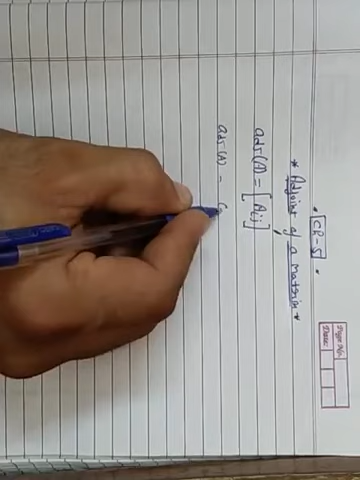 Page No.
Date:
CR-5
* Adjoint of a matrix *
adj(A) = [Aij]'
adj(A) =